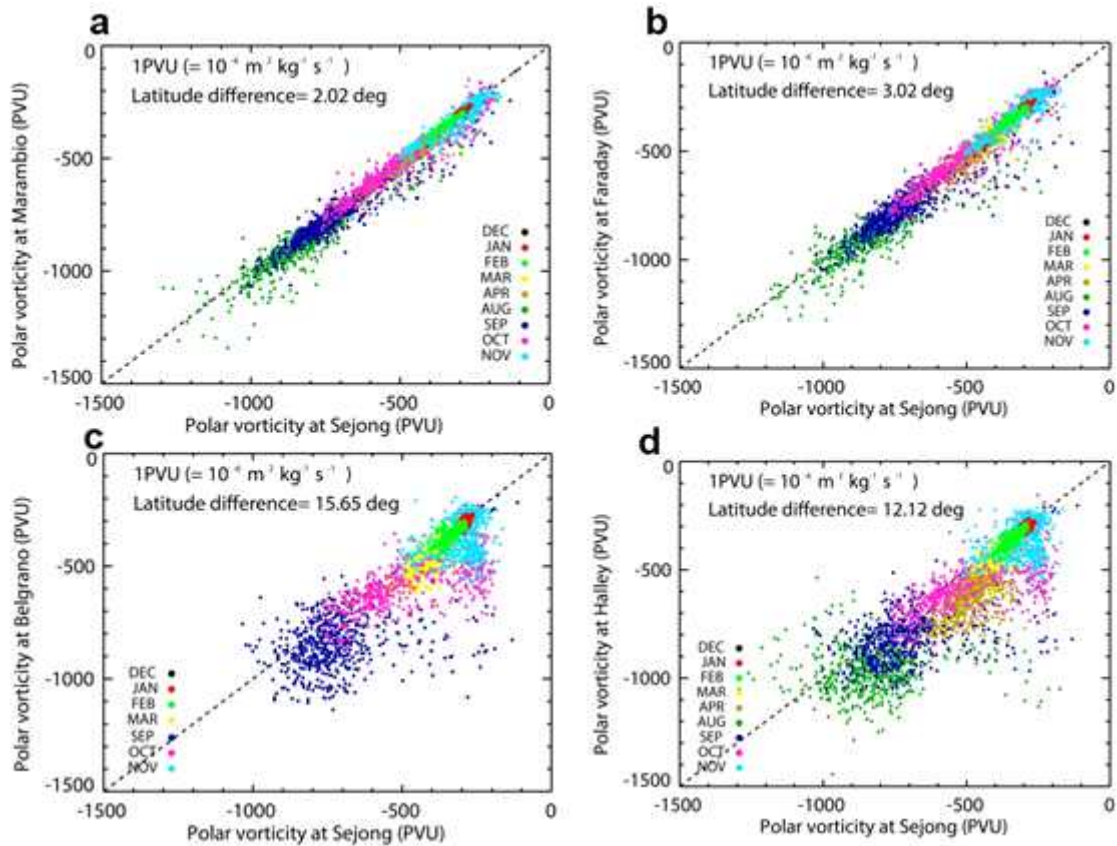 a
0
-500
-1000
-1500
-1500
-1000
-500
0
1PVU (= 10⁻⁶ m² kg⁻¹ s⁻¹ )
Latitude difference= 2.02 deg
DEC
JAN
FEB
MAR
APR
AUG
SEP
OCT
NOV
Polar vorticity at Marambio (PVU)
Polar vorticity at Sejong (PVU)
b
0
-500
-1000
-1500
-1500
-1000
-500
0
1PVU (= 10⁻⁶ m² kg⁻¹ s⁻¹ )
Latitude difference= 3.02 deg
DEC
JAN
FEB
MAR
APR
AUG
SEP
OCT
NOV
Polar vorticity at Faraday (PVU)
Polar vorticity at Sejong (PVU)
c
0
-500
-1000
-1500
-1500
-1000
-500
0
1PVU (= 10⁻⁶ m² kg⁻¹ s⁻¹ )
Latitude difference= 15.65 deg
DEC
JAN
FEB
MAR
SEP
OCT
NOV
Polar vorticity at Belgrano (PVU)
Polar vorticity at Sejong (PVU)
d
0
-500
-1000
-1500
-1500
-1000
-500
0
1PVU (= 10⁻⁶ m² kg⁻¹ s⁻¹ )
Latitude difference= 12.12 deg
DEC
JAN
FEB
MAR
APR
AUG
SEP
OCT
NOV
Polar vorticity at Halley (PVU)
Polar vorticity at Sejong (PVU)